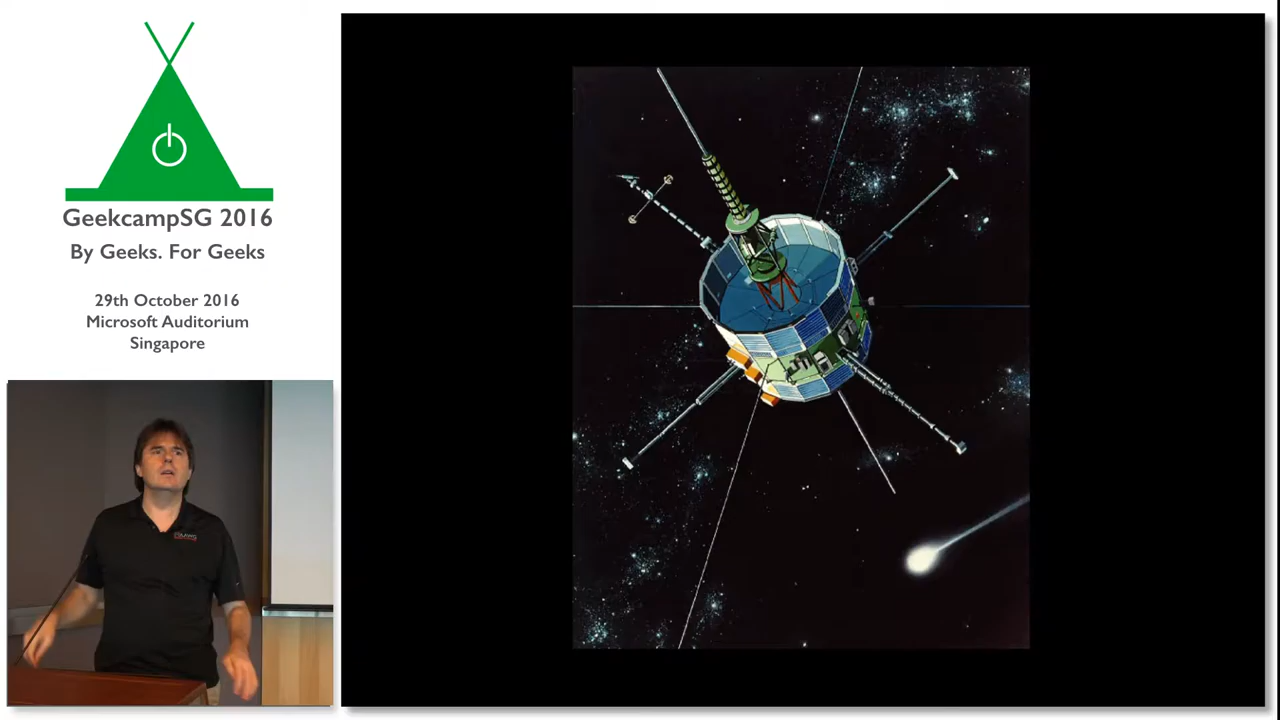 GeekcampSG 2016
By Geeks. For Geeks
29th October 2016
Microsoft Auditorium
Singapore